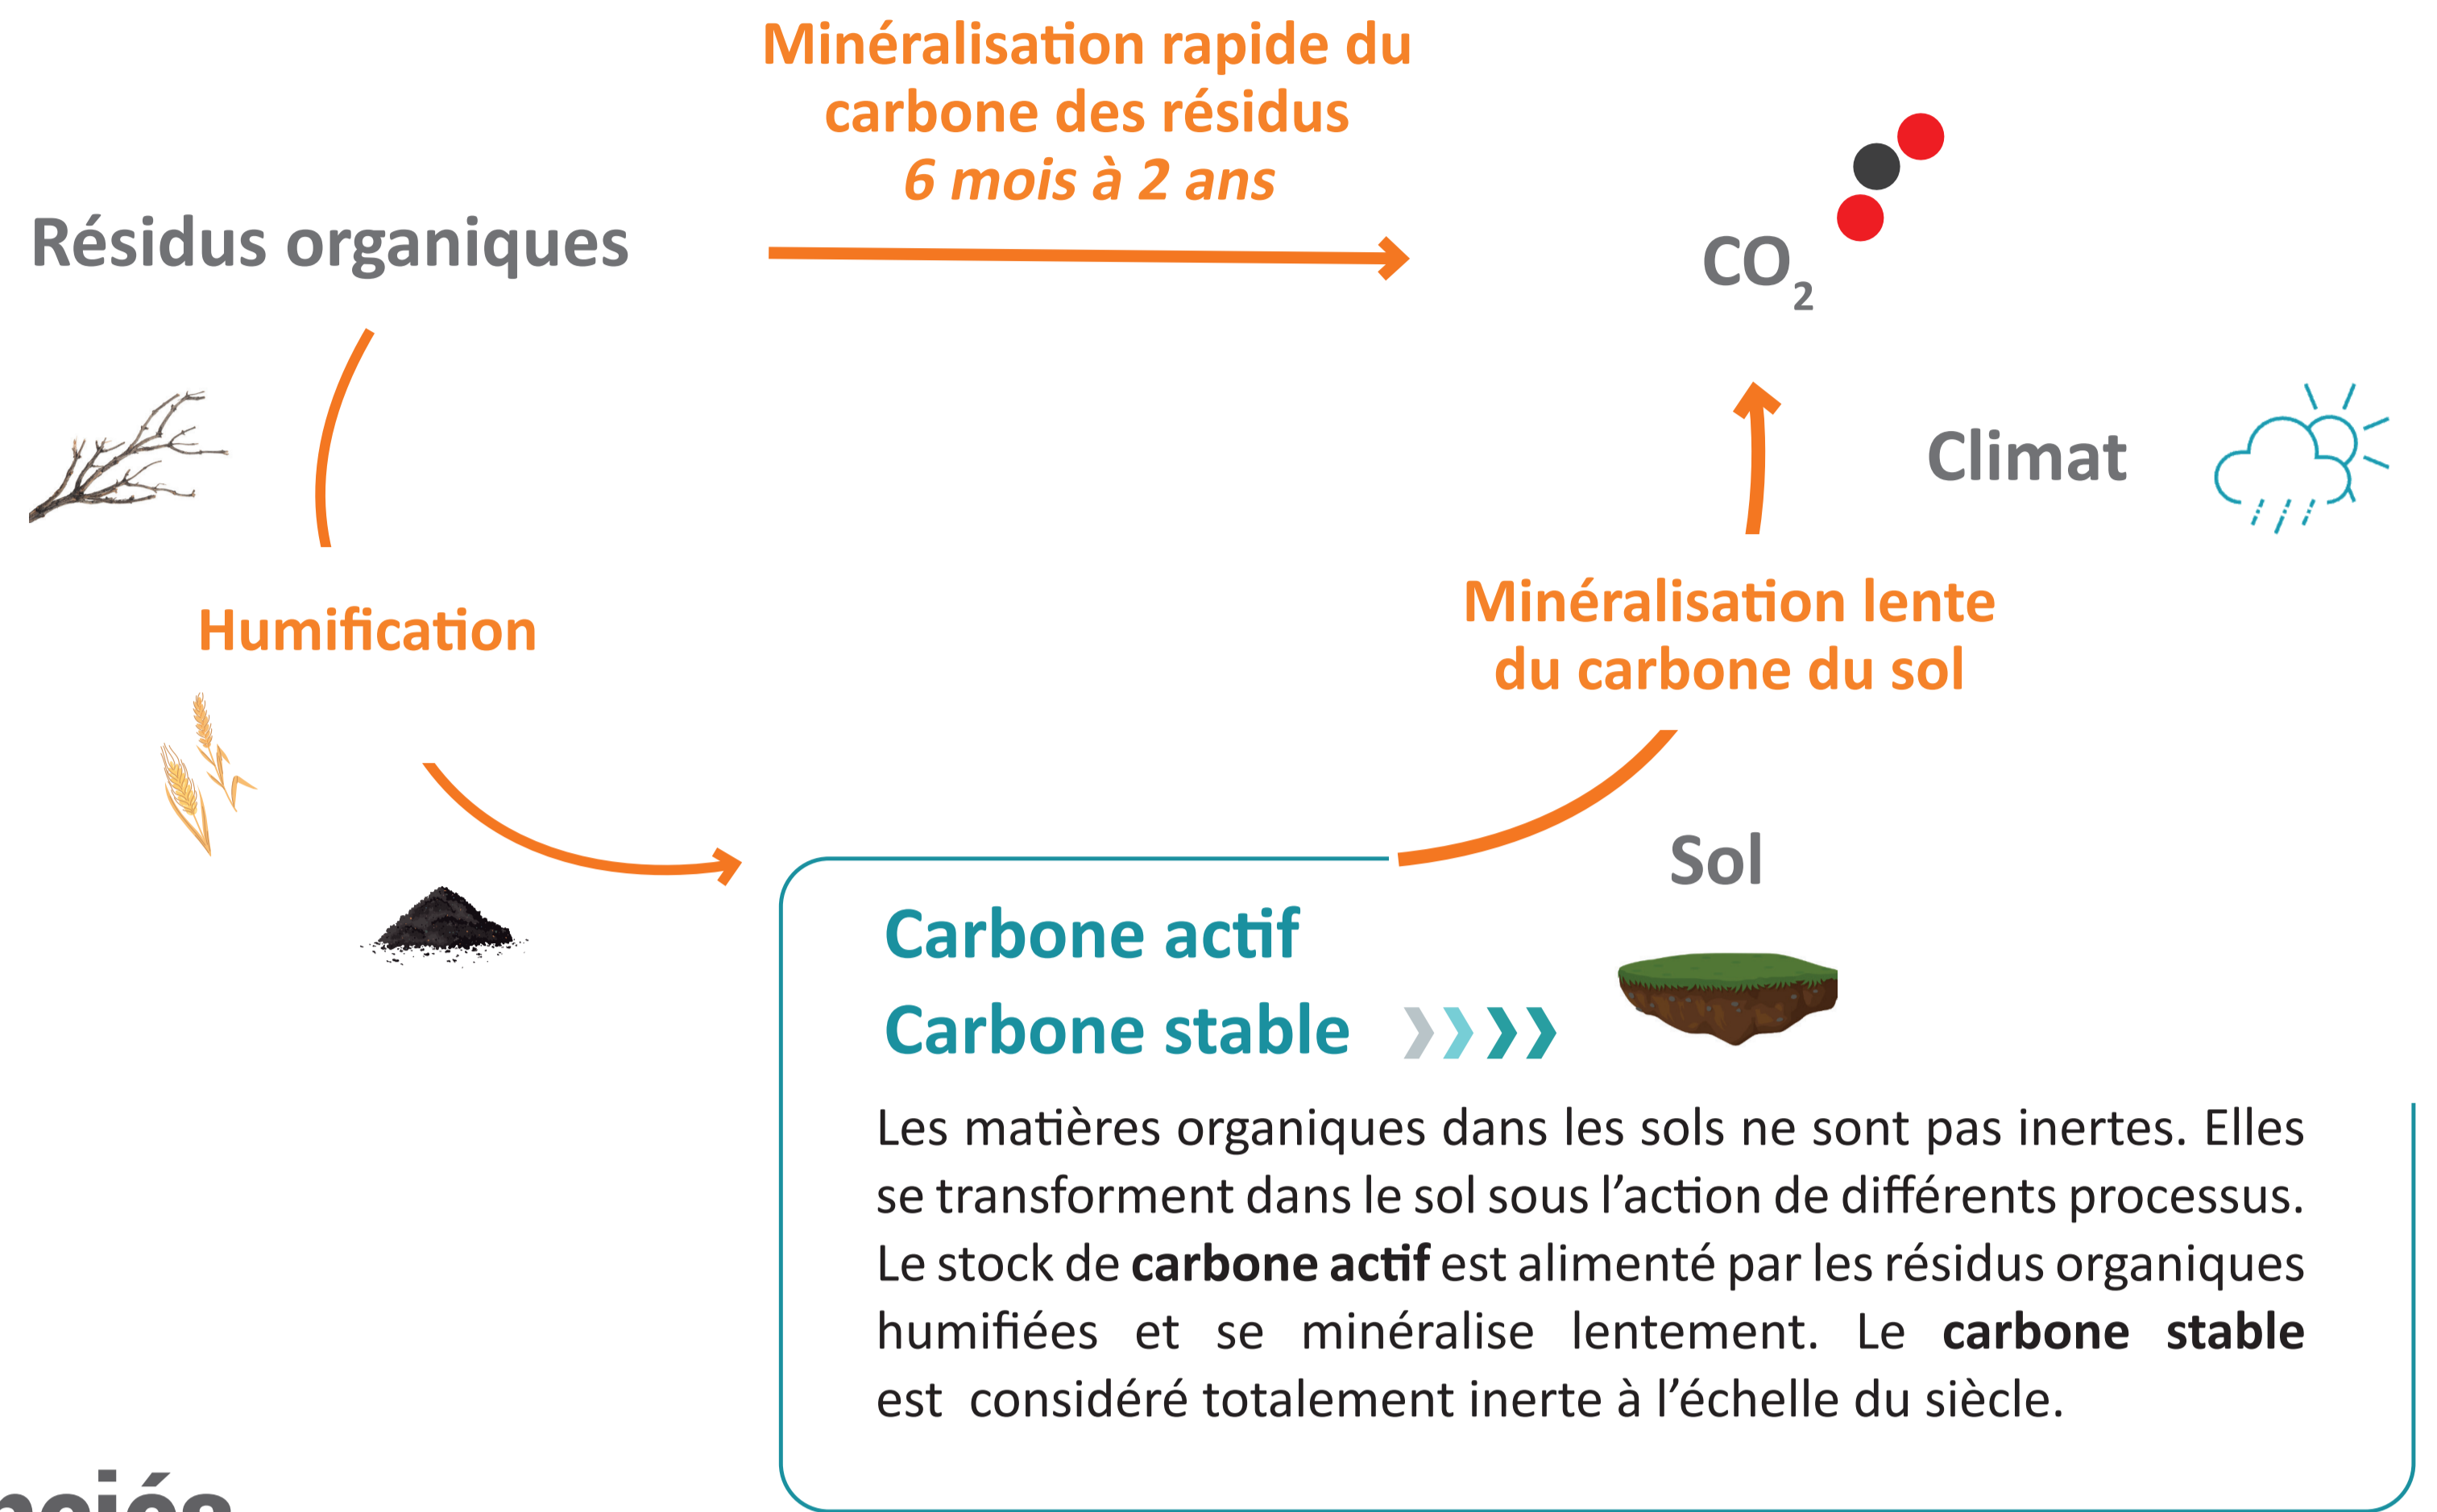 Minéralisation rapide du
carbone des résidus
6 mois à 2 ans
Résidus organiques
CO2
Climat
Humification
Minéralisation lente
du carbone du sol
Sol
Carbone actif
Carbone stable
Les matières organiques dans les sols ne sont pas inertes. Elles
se transforment dans le sol sous l’action de différents processus.
Le stock de carbone actif est alimenté par les résidus organiques
humifiées et se minéralise lentement. Le carbone stable
est considéré totalement inerte à l’échelle du siècle.